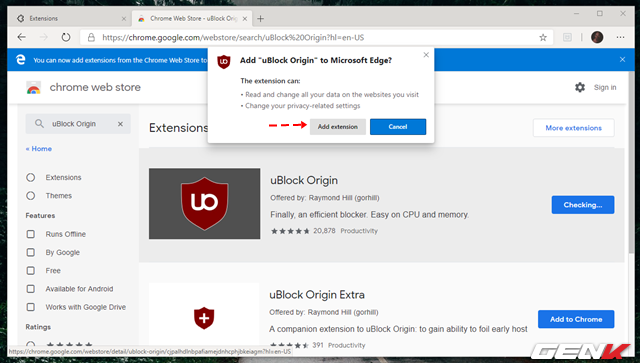 Extensions
Chrome Web Store - uBlock Origin
https://chrome.google.com/webstore/search/uBlock%20Origin?hl=en-US
You can now add extensions from the Chrome Web Store to
Add "uBlock Origin" to Microsoft Edge?
The extension can:
• Read and change all your data on the websites you visit
• Change your privacy-related settings
Add extension
Cancel
chrome web store
Sign in
uBlock Origin
« Home
Extensions
Themes
Features
Runs Offline
By Google
Free
Available for Android
Works with Google Drive
Ratings
Extensions
More extensions
uBlock Origin
Offered by: Raymond Hill (gorhill)
Finally, an efficient blocker. Easy on CPU and memory.
20,878 Productivity
Checking...
uBlock Origin Extra
Offered by: Raymond Hill (gorhill)
A companion extension to uBlock Origin: to gain ability to foil early host
391 Productivity
Add to Chrome
https://chrome.google.com/webstore/detail/ublock-origin/cjpalhdlnbpafiamejdnhcphjbkeiagm?hl=en-US
GENK